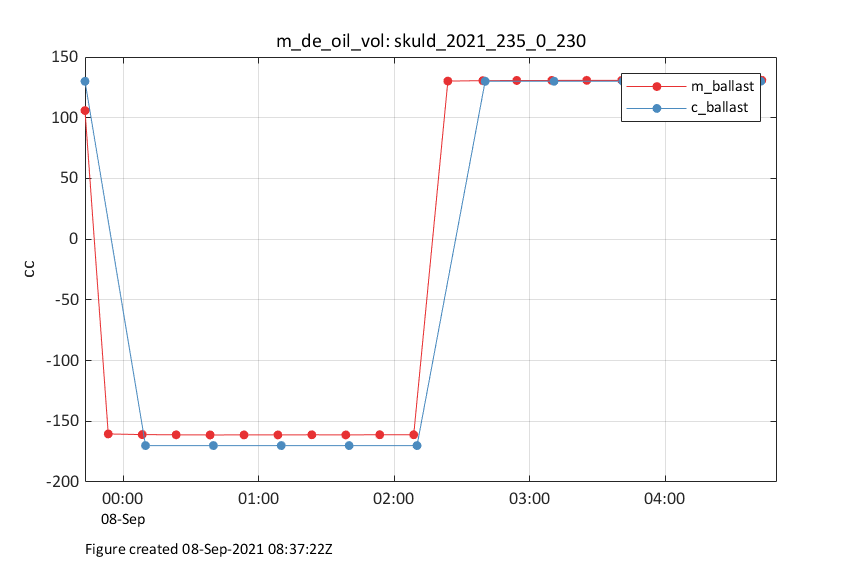 m_de_oil_vol: skuld_2021_235_0_230
150
100
50
0
-50
-100
-150
-200
cc
m_ballast
c_ballast
00:00
01:00
02:00
03:00
04:00
08-Sep
Figure created 08-Sep-2021 08:37:22Z